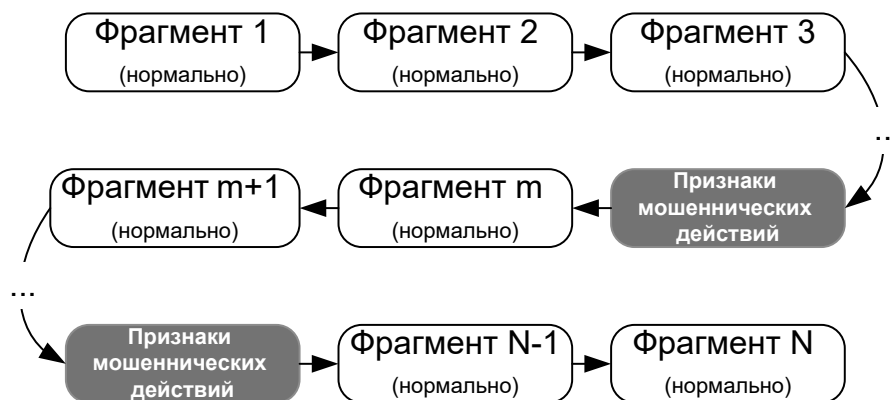 Фрагмент 1
(нормально)
Фрагмент 2
(нормально)
Фрагмент 3
(нормально)
..
Признаки
мошеннических
действий
Фрагмент m
(нормально)
Фрагмент m+1
(нормально)
...
Признаки
мошеннических
действий
Фрагмент N-1
(нормально)
Фрагмент N
(нормально)